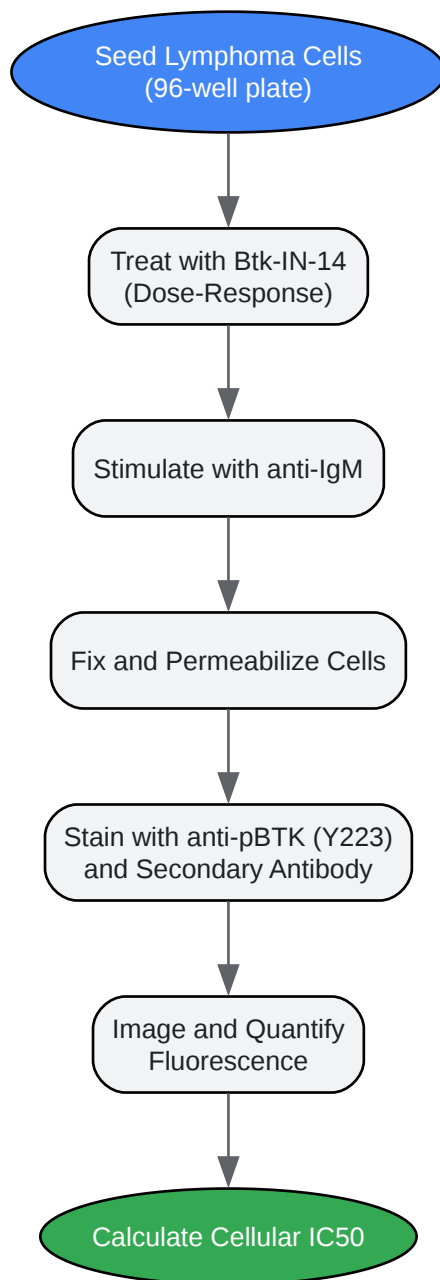 Seed Lymphoma Cells
(96-well plate)
Treat with Btk-IN-14
(Dose-Response)
Stimulate with anti-IgM
Fix and Permeabilize Cells
Stain with anti-pBTK (Y223)
and Secondary Antibody
Image and Quantify
Fluorescence
Calculate Cellular IC50